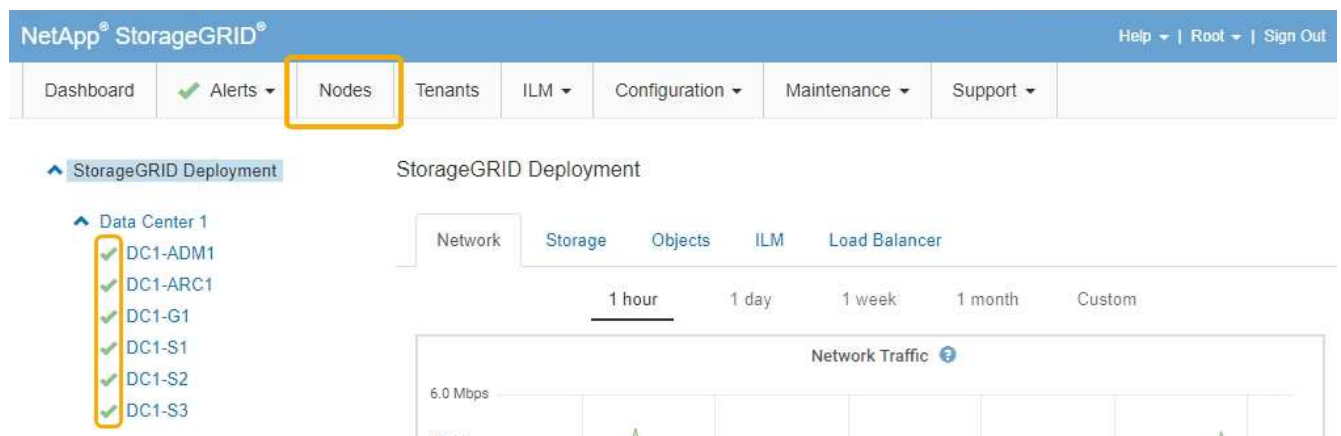 NetApp® StorageGRID®
Help | Root | Sign Out
Dashboard Alerts Nodes Tenants ILM Configuration Maintenance Support
StorageGRID Deployment
StorageGRID Deployment
Data Center 1
Network Storage Objects ILM Load Balancer
DC1-ADM1
DC1-ARC1
DC1-G1
DC1-S1
DC1-S2
DC1-S3
1 hour 1 day 1 week 1 month Custom
Network Traffic ?
6.0 Mbps